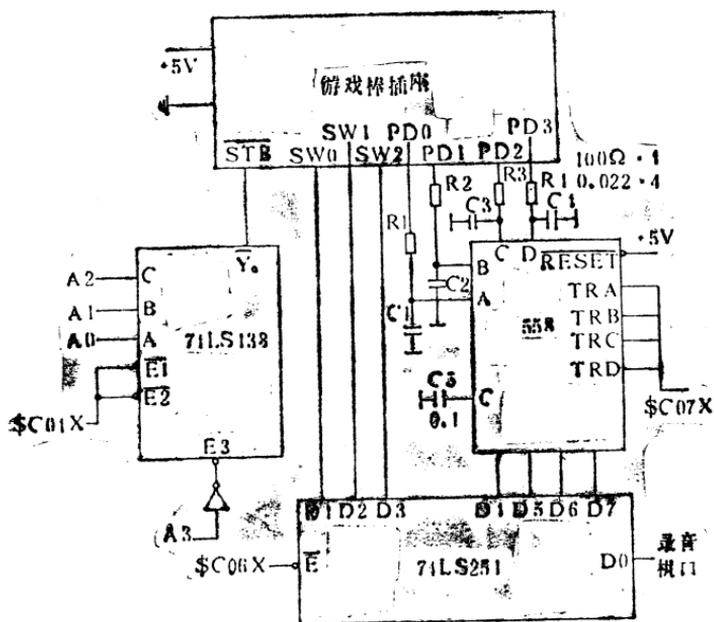 +5V
游戏棒插座
SW1 PD0 PD3
STB SW0 SW2 PD1 PD2
100Ω·4
R2 R3 R4 0.022·4
C3 C4
R1
Y₀ C D RESET +5V
A2 C
B C2 TRA
A1 B
A TRB
A0 A 74LS138
C1 558 TRC
E1
TRD
E2
C5 C
$C01X 0.1 $C07X
E3
D1 D2 D3 D4 D5 D6 D7
A3
$C06X E 74LS251 D0 录音
机口